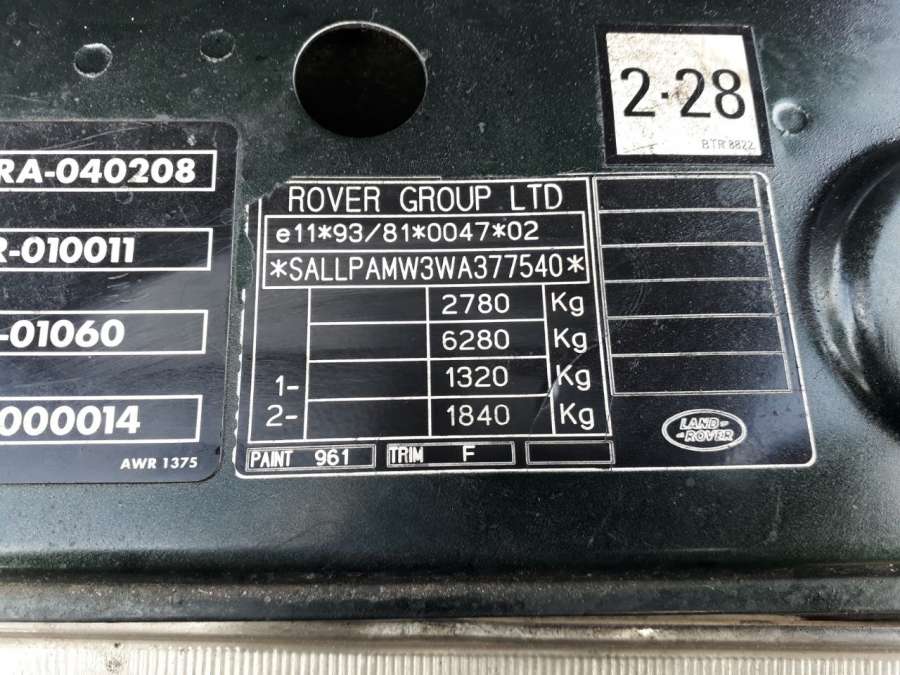 2·28
BTR 8822
RA-040208
R-010011
-01060
000014
AWR 1375
ROVER GROUP LTD
e11*93/81*0047*02
*SALLPAMW3WA377540*
2780 Kg
6280 Kg
1- 1320 Kg
2- 1840 Kg
PAINT 961 TRIM F
LAND-
-ROVER